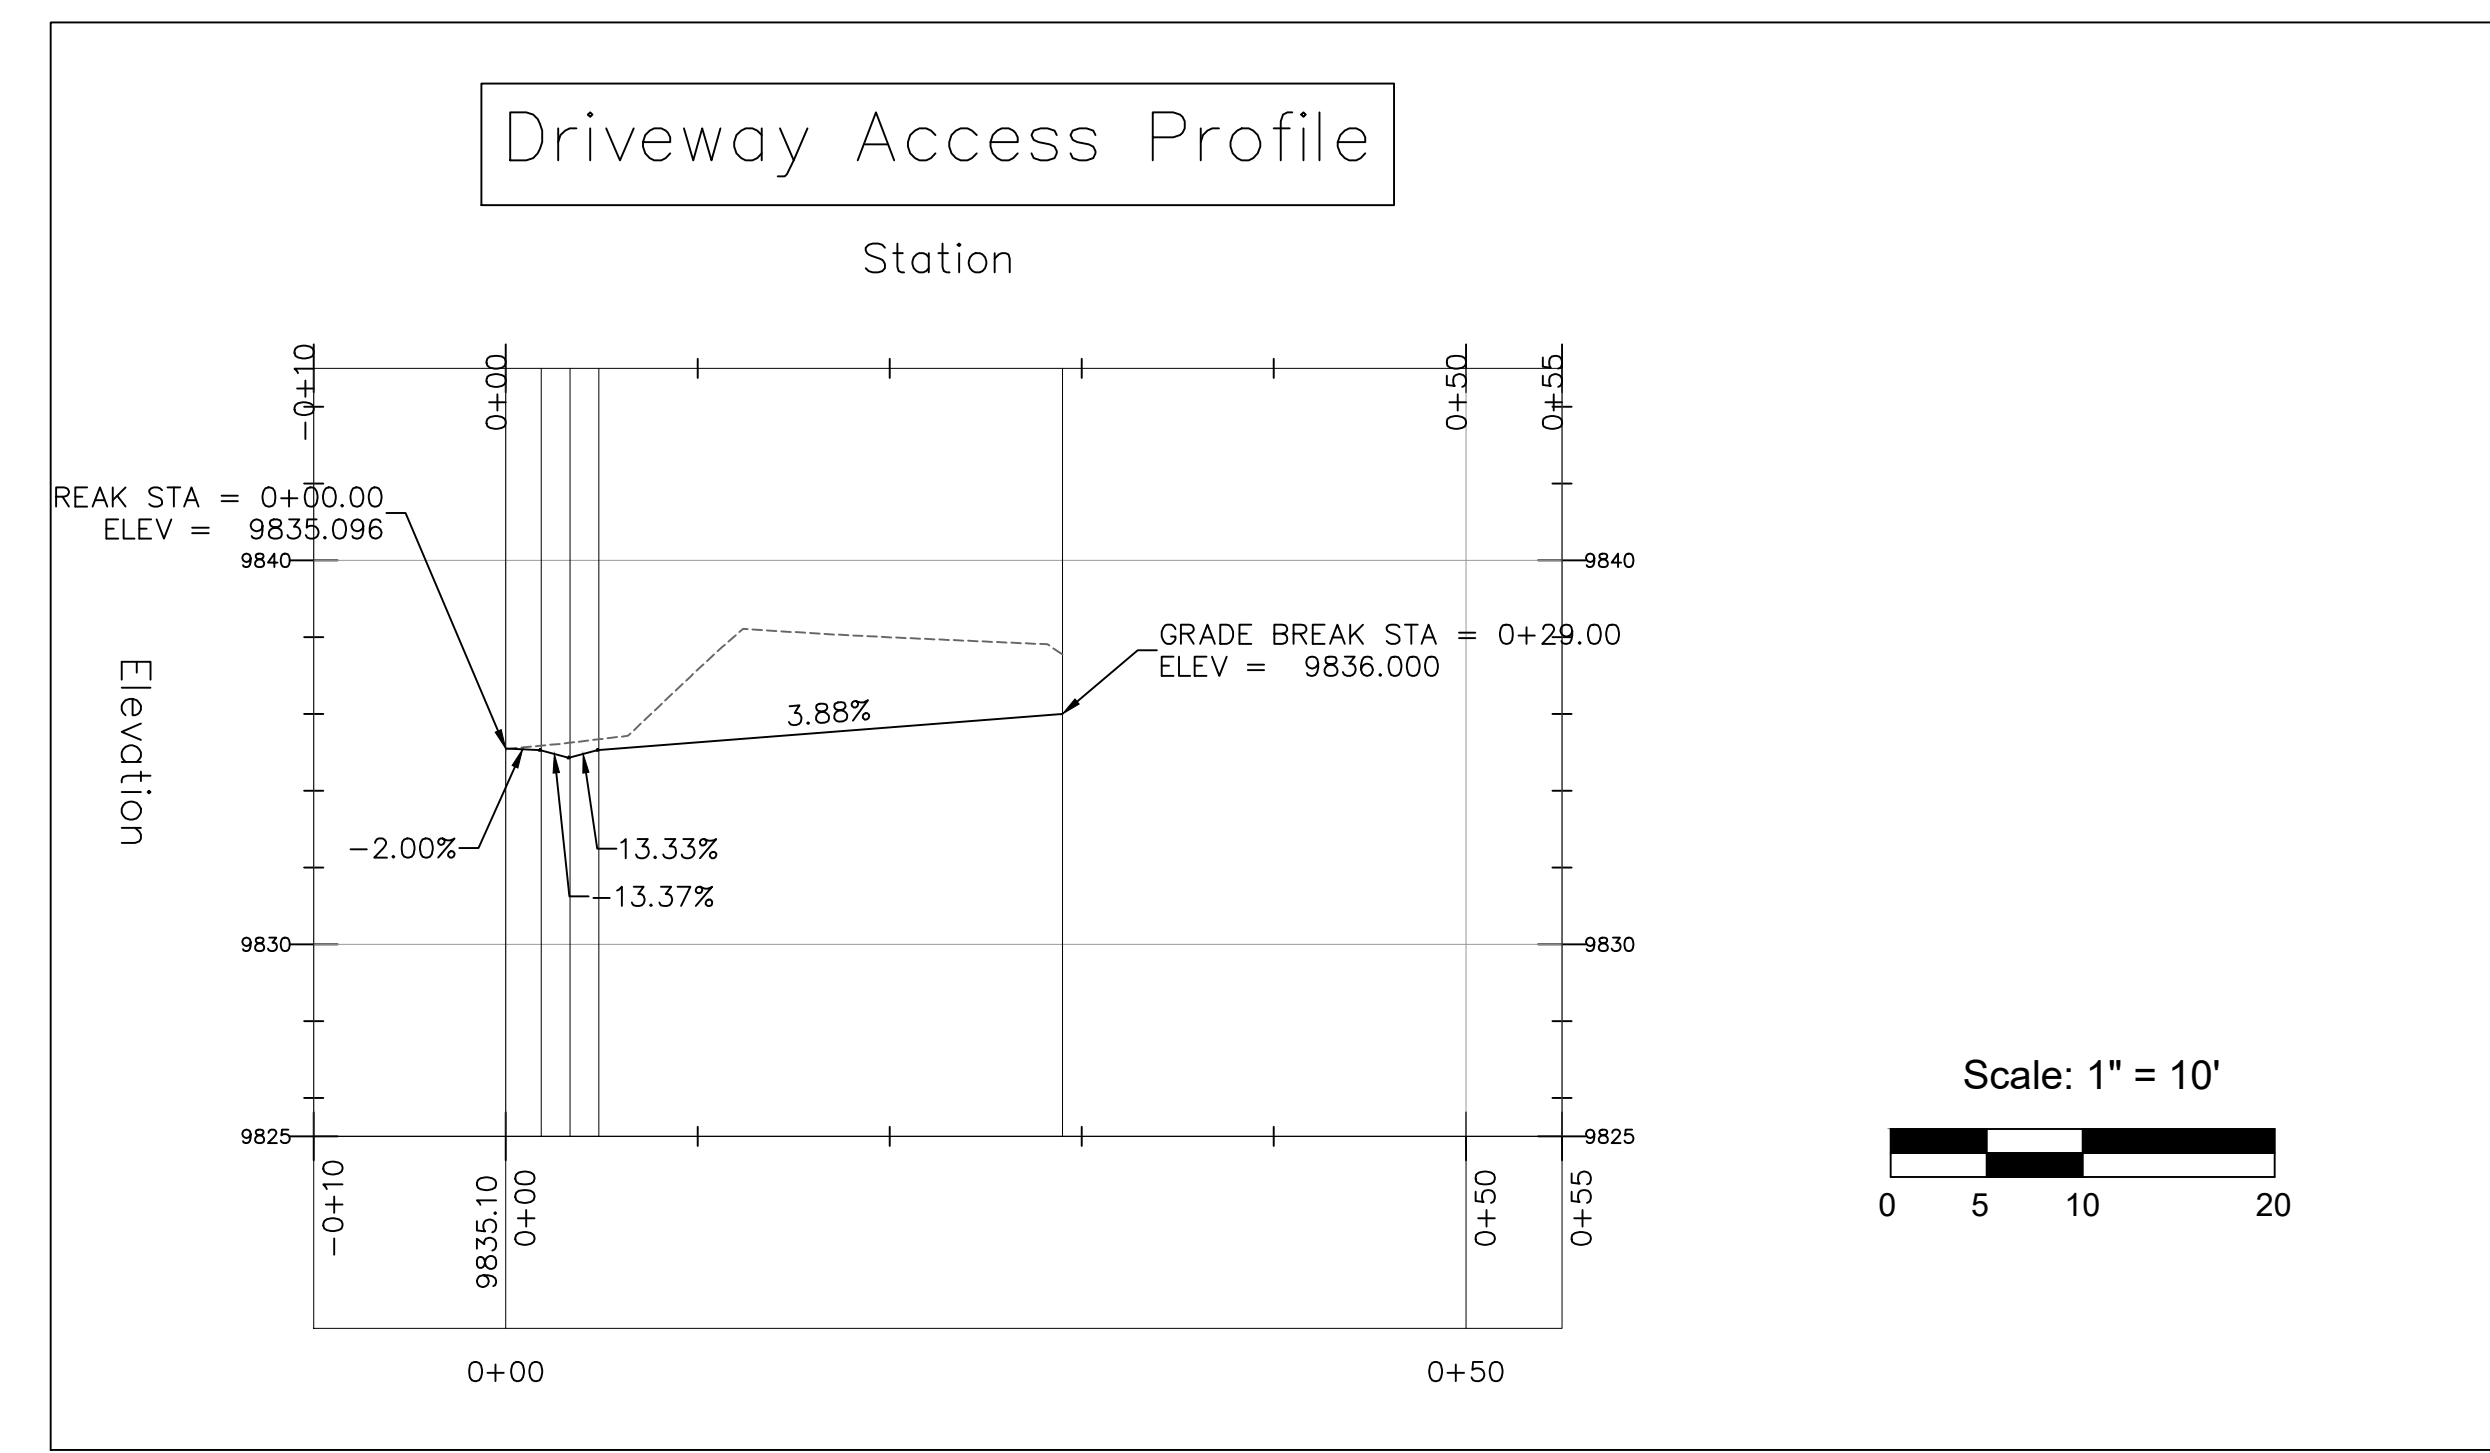 Driveway Access Profile
Station
-0+10
0+00
0+50
0+55
REAK STA = 0+00.00
ELEV = 9835.096
9840
9840
GRADE BREAK STA = 0+29.00
ELEV = 9836.000
Elevation
3.88%
-2.00%
13.33%
-13.37%
9830
9830
9825
9825
-0+10
9835.10
0+00
0+50
0+55
0+00
0+50
Scale: 1" = 10'
0 5 10 20